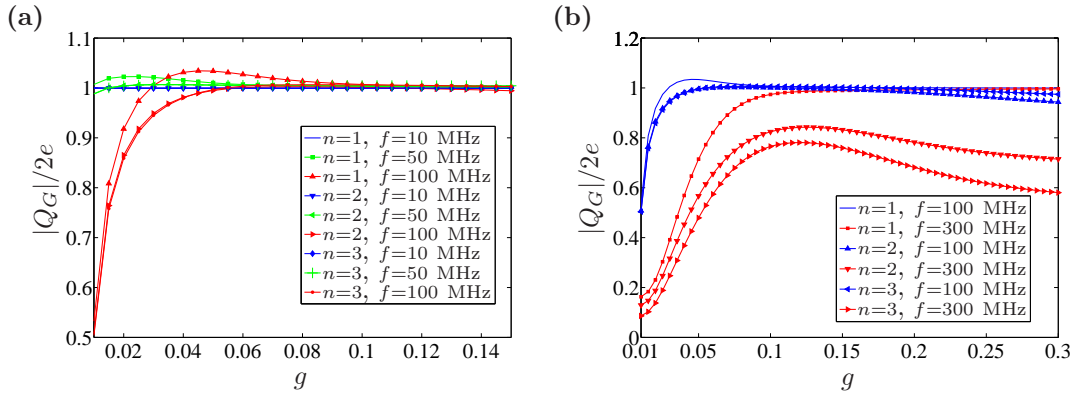 (a)
|Q_G|/2e
1.1
1
0.9
0.8
0.7
0.6
0.5
0.02 0.04 0.06 0.08 0.1 0.12 0.14
g
n=1, f=10 MHz
n=1, f=50 MHz
n=1, f=100 MHz
n=2, f=10 MHz
n=2, f=50 MHz
n=2, f=100 MHz
n=3, f=10 MHz
n=3, f=50 MHz
n=3, f=100 MHz
(b)
|Q_G|/2e
1.2
1
0.8
0.6
0.4
0.2
0
0.01 0.05 0.1 0.15 0.2 0.25 0.3
g
n=1, f=100 MHz
n=1, f=300 MHz
n=2, f=100 MHz
n=2, f=300 MHz
n=3, f=100 MHz
n=3, f=300 MHz